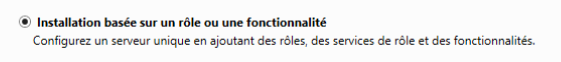 Installation basée sur un rôle ou une fonctionnalité
Configurez un serveur unique en ajoutant des rôles, des services de rôle et des fonctionnalités.